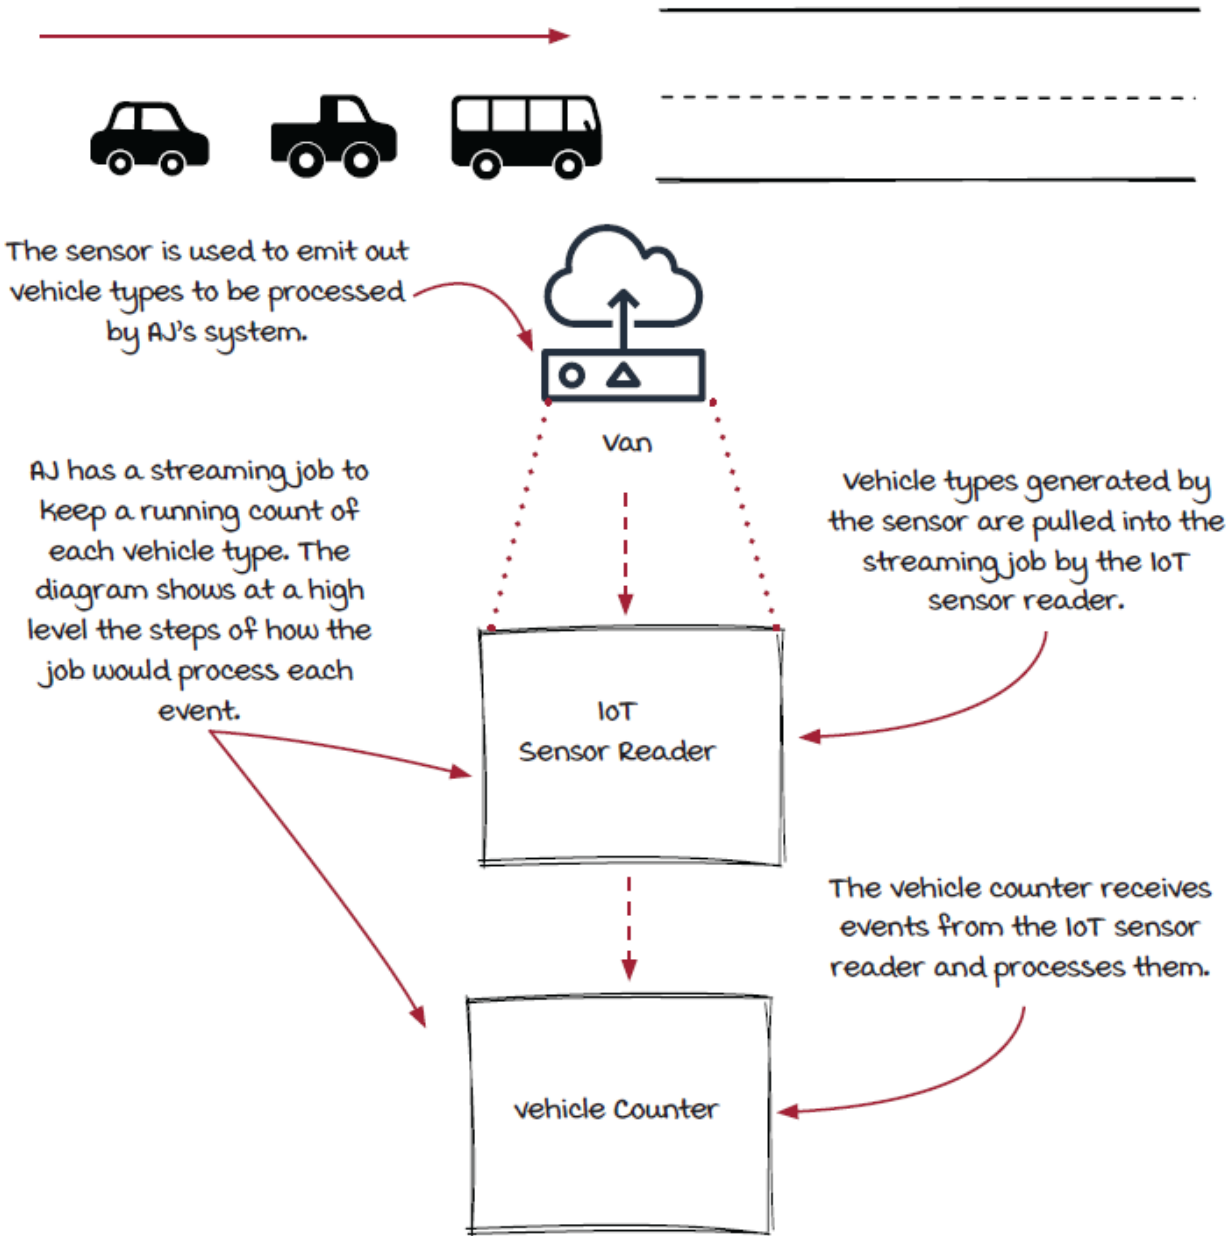 The sensor is used to emit out
vehicle types to be processed
by AJ's system.
Van
AJ has a streaming job to
keep a running count of
each vehicle type. The
diagram shows at a high
level the steps of how the
job would process each
event.
Vehicle types generated by
the sensor are pulled into the
streaming job by the IoT
sensor reader.
IoT
Sensor Reader
The vehicle counter receives
events from the IoT sensor
reader and processes them.
vehicle Counter